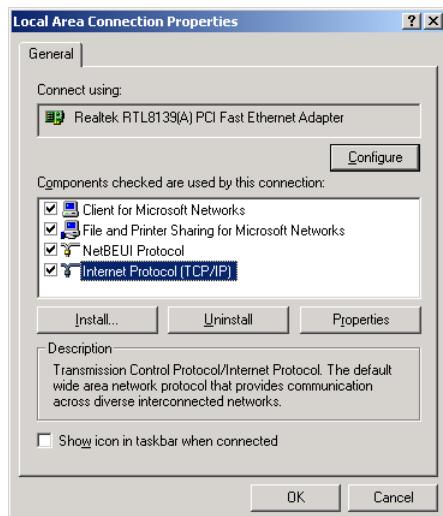 Local Area Connection Properties
General
Connect using:
Realtek RTL8139(A) PCI Fast Ethernet Adapter
Configure
Components checked are used by this connection:
Client for Microsoft Networks
File and Printer Sharing for Microsoft Networks
NetBEUI Protocol
Internet Protocol (TCP/IP)
Install... Uninstall Properties
Description
Transmission Control Protocol/Internet Protocol. The default
wide area network protocol that provides communication
across diverse interconnected networks.
Show icon in taskbar when connected
OK Cancel